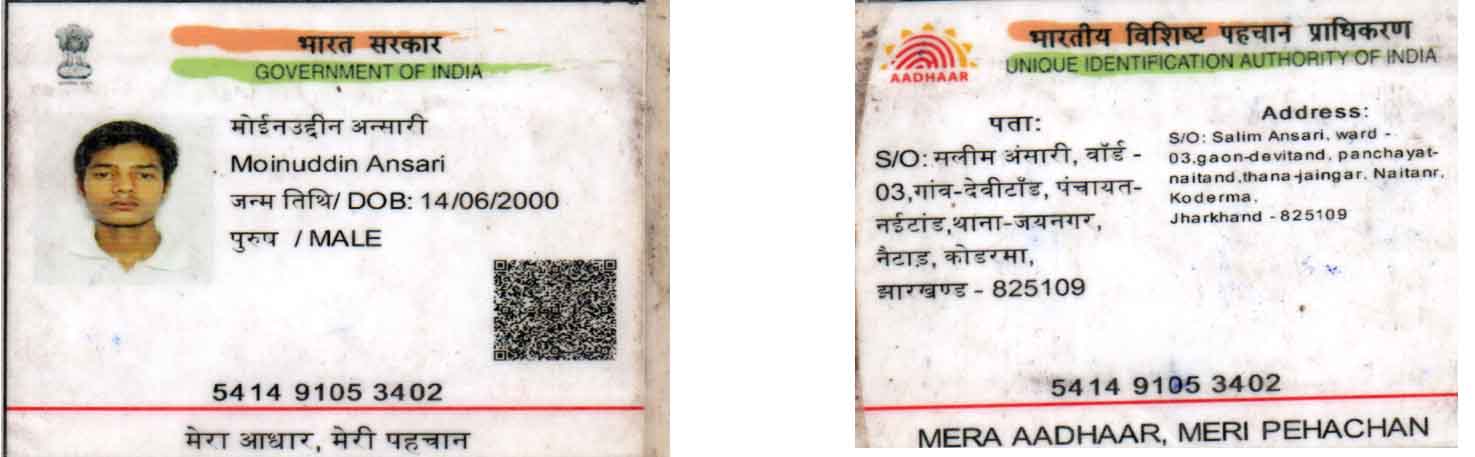 भारत सरकार
GOVERNMENT OF INDIA
मोईनउद्दीन अन्सारी
Moinuddin Ansari
जन्म तिथि/ DOB: 14/06/2000
पुरुष / MALE
5414 9105 3402
मेरा आधार, मेरी पहचान
भारतीय विशिष्ट पहचान प्राधिकरण
UNIQUE IDENTIFICATION AUTHORITY OF INDIA
AADHAAR
पता:
S/O: सलीम अंसारी, वॉर्ड -
03,गांव-देवीटाँड, पंचायत-
नईटांड,थाना-जयनगर,
नैटाड़, कोडरमा,
झारखण्ड - 825109
Address:
S/O: Salim Ansari, ward -
03,gaon-devitand, panchayat-
naitand,thana-jaingar, Naitanr,
Koderma,
Jharkhand - 825109
5414 9105 3402
MERA AADHAAR, MERI PEHACHAN